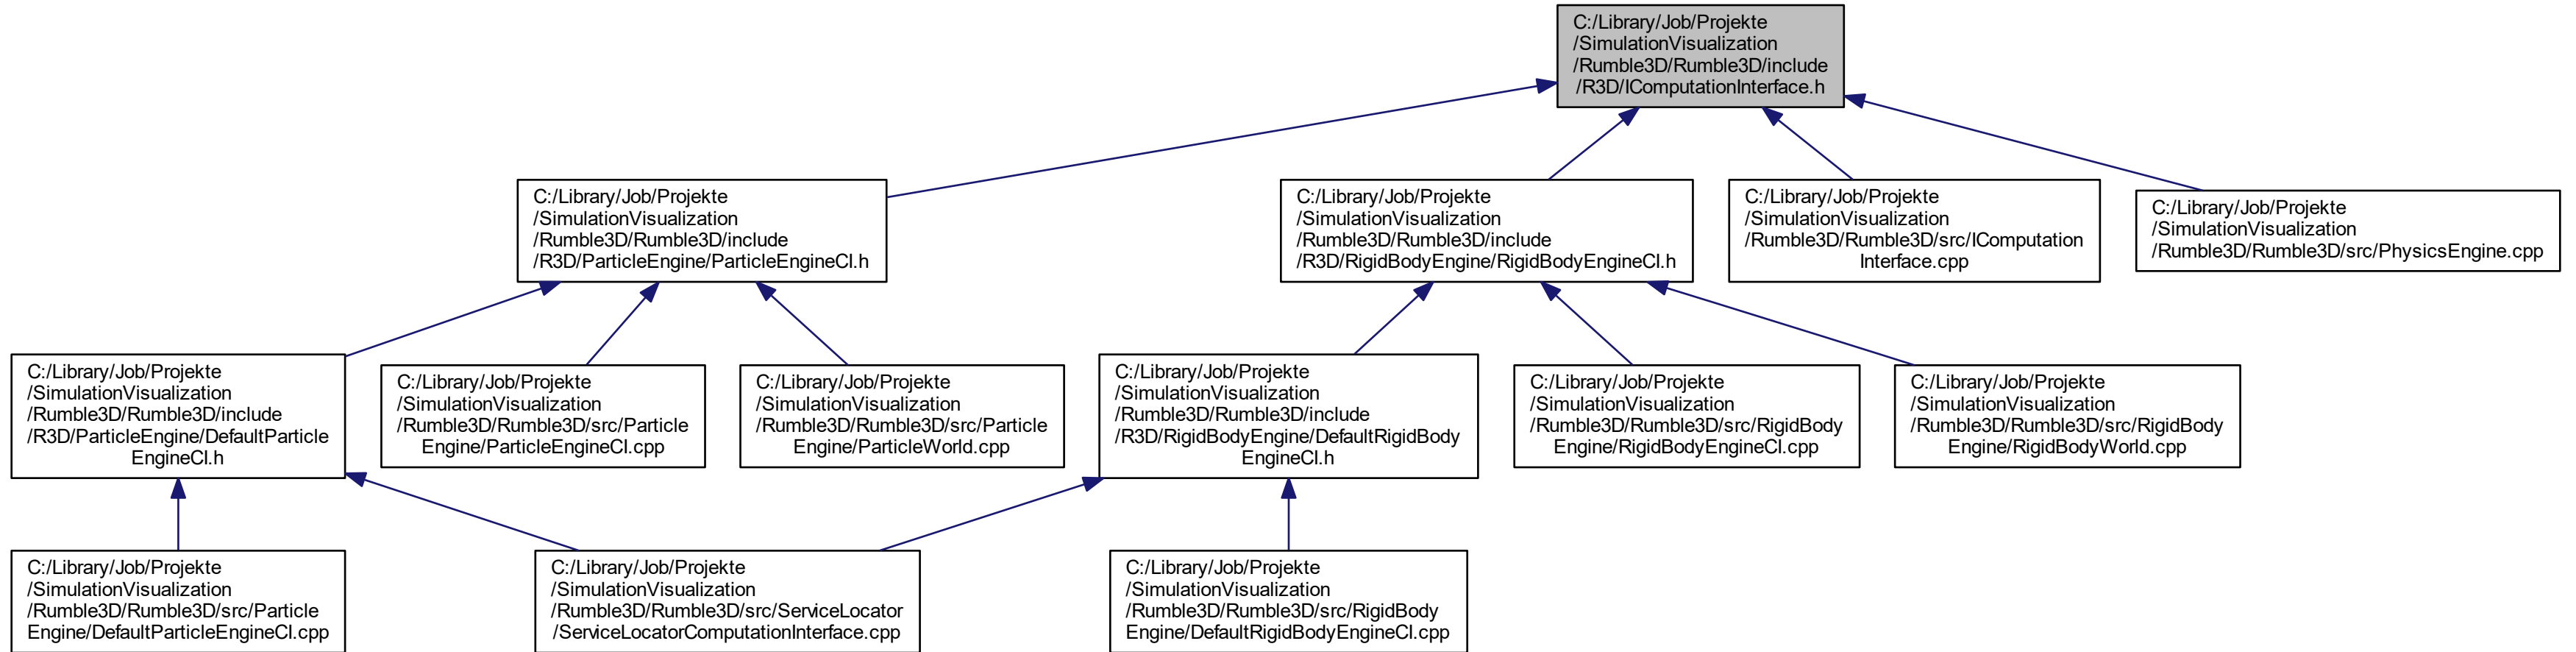 C:/Library/Job/Projekte
/SimulationVisualization
/Rumble3D/Rumble3D/include
/R3D/IComputationInterface.h
C:/Library/Job/Projekte
/SimulationVisualization
/Rumble3D/Rumble3D/include
/R3D/ParticleEngine/ParticleEngineCI.h
C:/Library/Job/Projekte
/SimulationVisualization
/Rumble3D/Rumble3D/include
/R3D/RigidBodyEngine/RigidBodyEngineCI.h
C:/Library/Job/Projekte
/SimulationVisualization
/Rumble3D/Rumble3D/src/IComputation
Interface.cpp
C:/Library/Job/Projekte
/SimulationVisualization
/Rumble3D/Rumble3D/src/PhysicsEngine.cpp
C:/Library/Job/Projekte
/SimulationVisualization
/Rumble3D/Rumble3D/include
/R3D/ParticleEngine/DefaultParticle
EngineCI.h
C:/Library/Job/Projekte
/SimulationVisualization
/Rumble3D/Rumble3D/src/Particle
Engine/ParticleEngineCI.cpp
C:/Library/Job/Projekte
/SimulationVisualization
/Rumble3D/Rumble3D/src/Particle
Engine/ParticleWorld.cpp
C:/Library/Job/Projekte
/SimulationVisualization
/Rumble3D/Rumble3D/include
/R3D/RigidBodyEngine/DefaultRigidBody
EngineCI.h
C:/Library/Job/Projekte
/SimulationVisualization
/Rumble3D/Rumble3D/src/RigidBody
Engine/RigidBodyEngineCI.cpp
C:/Library/Job/Projekte
/SimulationVisualization
/Rumble3D/Rumble3D/src/RigidBody
Engine/RigidBodyWorld.cpp
C:/Library/Job/Projekte
/SimulationVisualization
/Rumble3D/Rumble3D/src/Particle
Engine/DefaultParticleEngineCI.cpp
C:/Library/Job/Projekte
/SimulationVisualization
/Rumble3D/Rumble3D/src/ServiceLocator
/ServiceLocatorComputationInterface.cpp
C:/Library/Job/Projekte
/SimulationVisualization
/Rumble3D/Rumble3D/src/RigidBody
Engine/DefaultRigidBodyEngineCI.cpp